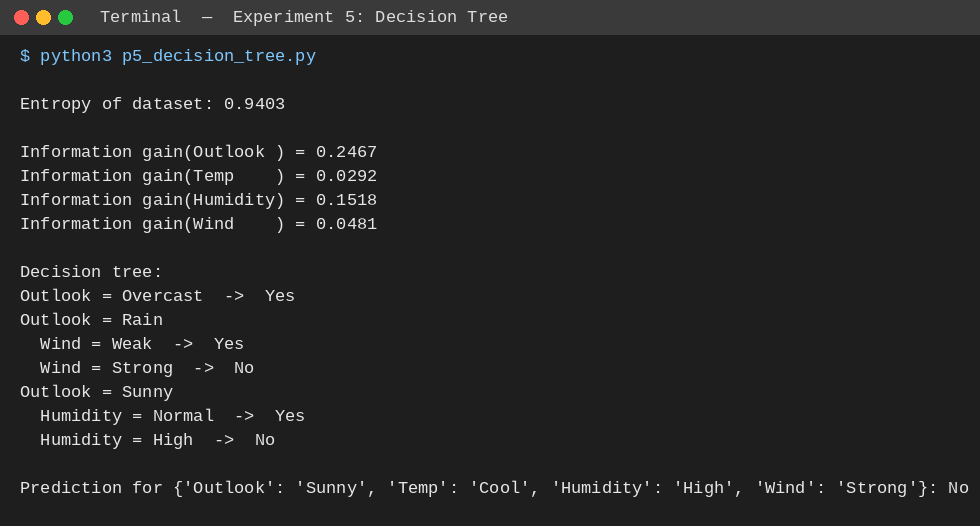 Terminal — Experiment 5: Decision Tree
$ python3 p5_decision_tree.py
Entropy of dataset: 0.9403
Information gain(Outlook ) = 0.2467
Information gain(Temp    ) = 0.0292
Information gain(Humidity) = 0.1518
Information gain(Wind    ) = 0.0481
Decision tree:
Outlook = Overcast  ->  Yes
Outlook = Rain
  Wind = Weak  ->  Yes
  Wind = Strong  ->  No
Outlook = Sunny
  Humidity = Normal  ->  Yes
  Humidity = High  ->  No
Prediction for {'Outlook': 'Sunny', 'Temp': 'Cool', 'Humidity': 'High', 'Wind': 'Strong'}: No